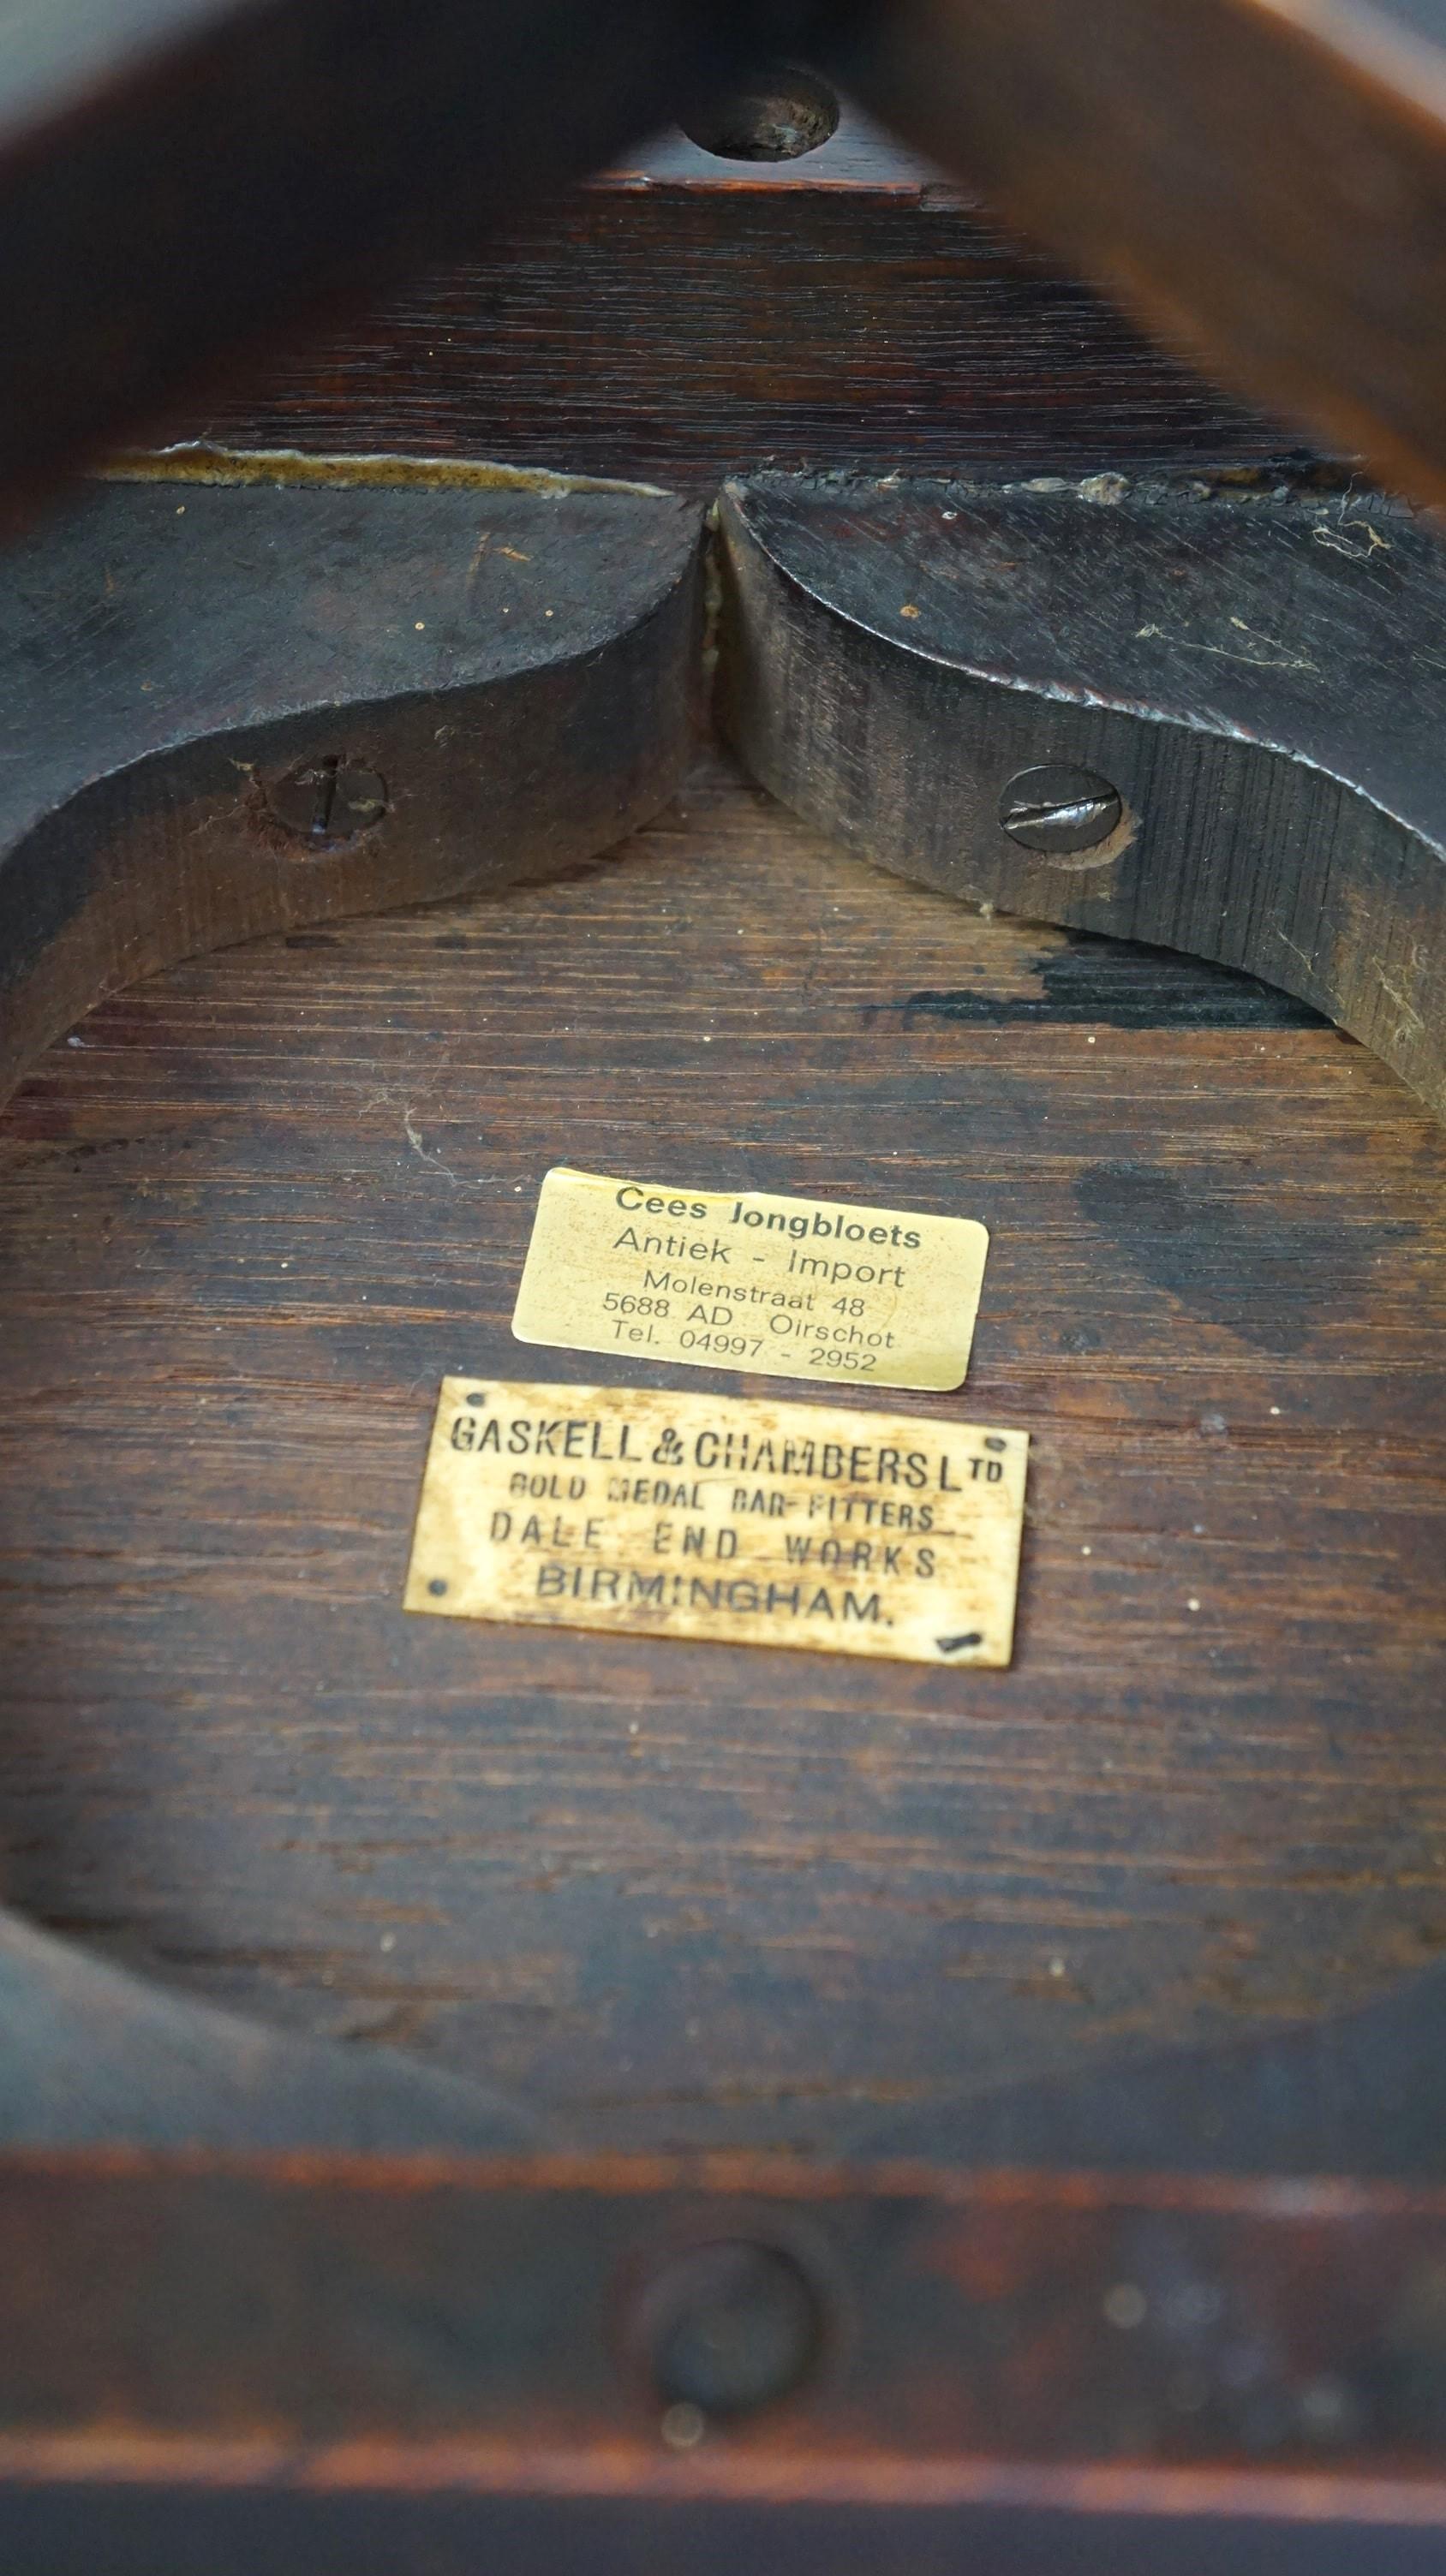 Cees Jongbloets
Antiek - Import
Molenstraat 48
5688 AD Oirschot
Tel. 04997 - 2952
GASKELL & CHAMBERS LTD
GOLD MEDAL BAR-FITTERS
DALE END WORKS
BIRMINGHAM.